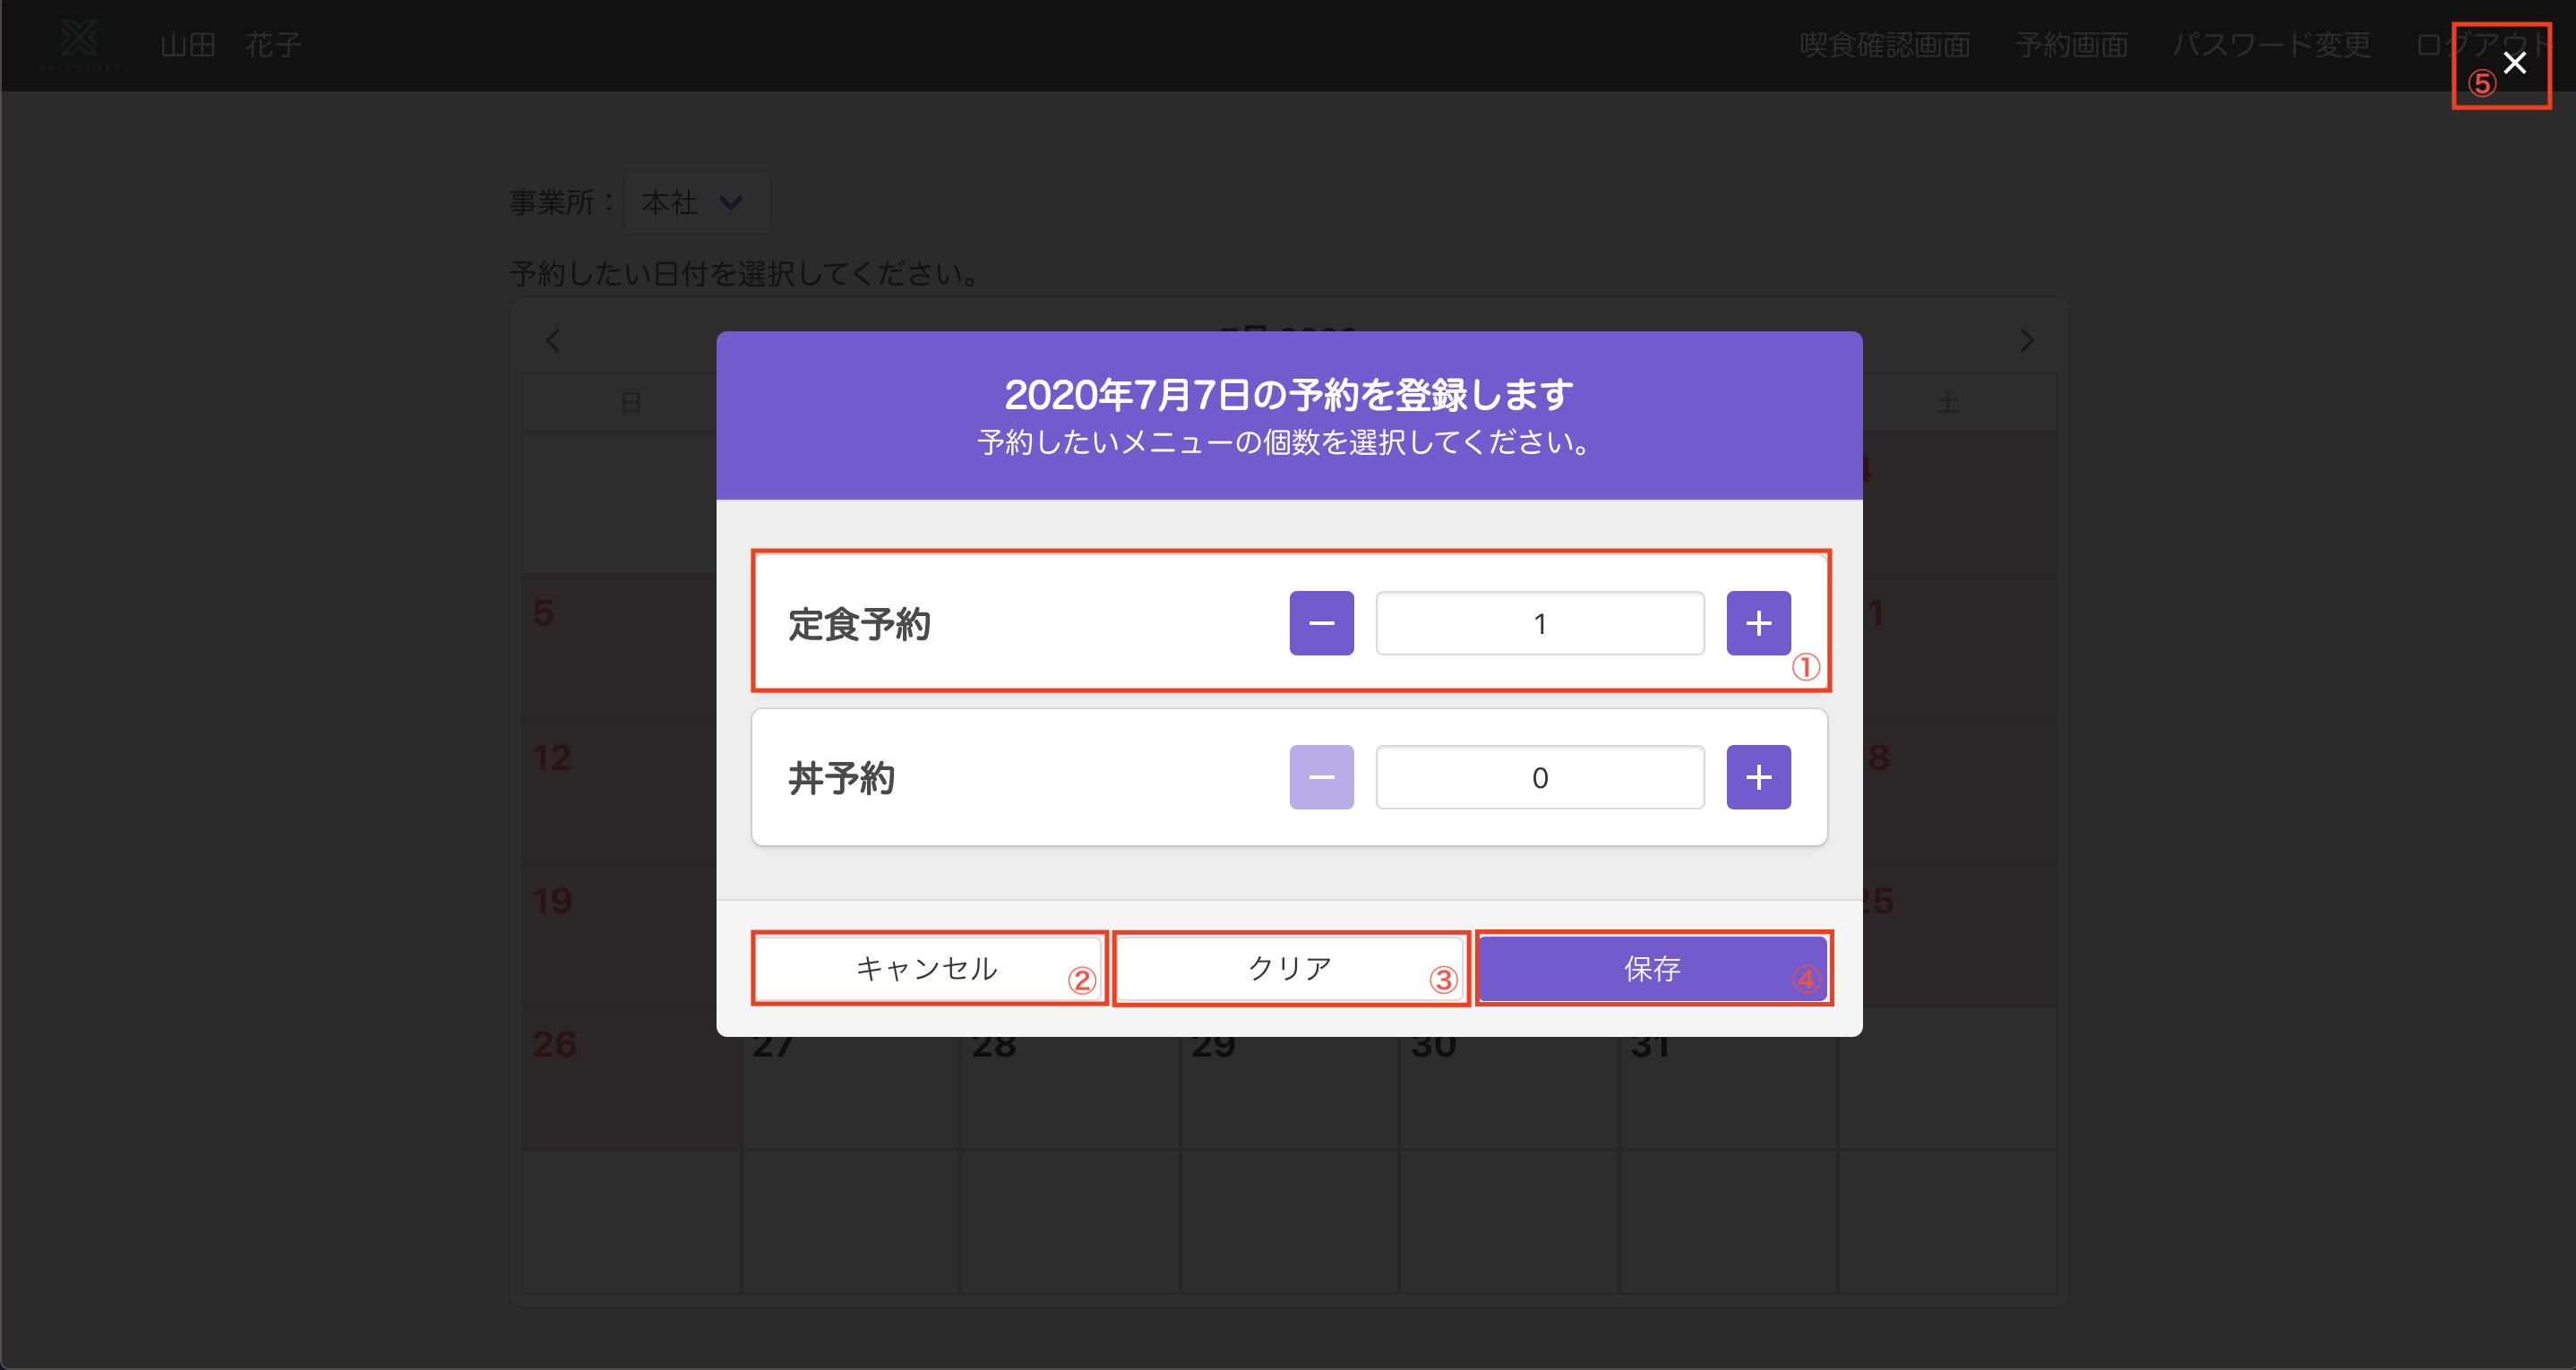 AGILECORE
山田　花子
喫食確認画面　予約画面　パスワード変更　ログアウト
⑤
事業所：本社
予約したい日付を選択してください。
2020年7月7日の予約を登録します
予約したいメニューの個数を選択してください。
日
土
5
定食予約 － 1 ＋
①
12
丼予約 － 0 ＋
19
25
キャンセル ② クリア ③ 保存 ④
26 27 28 29 30 31